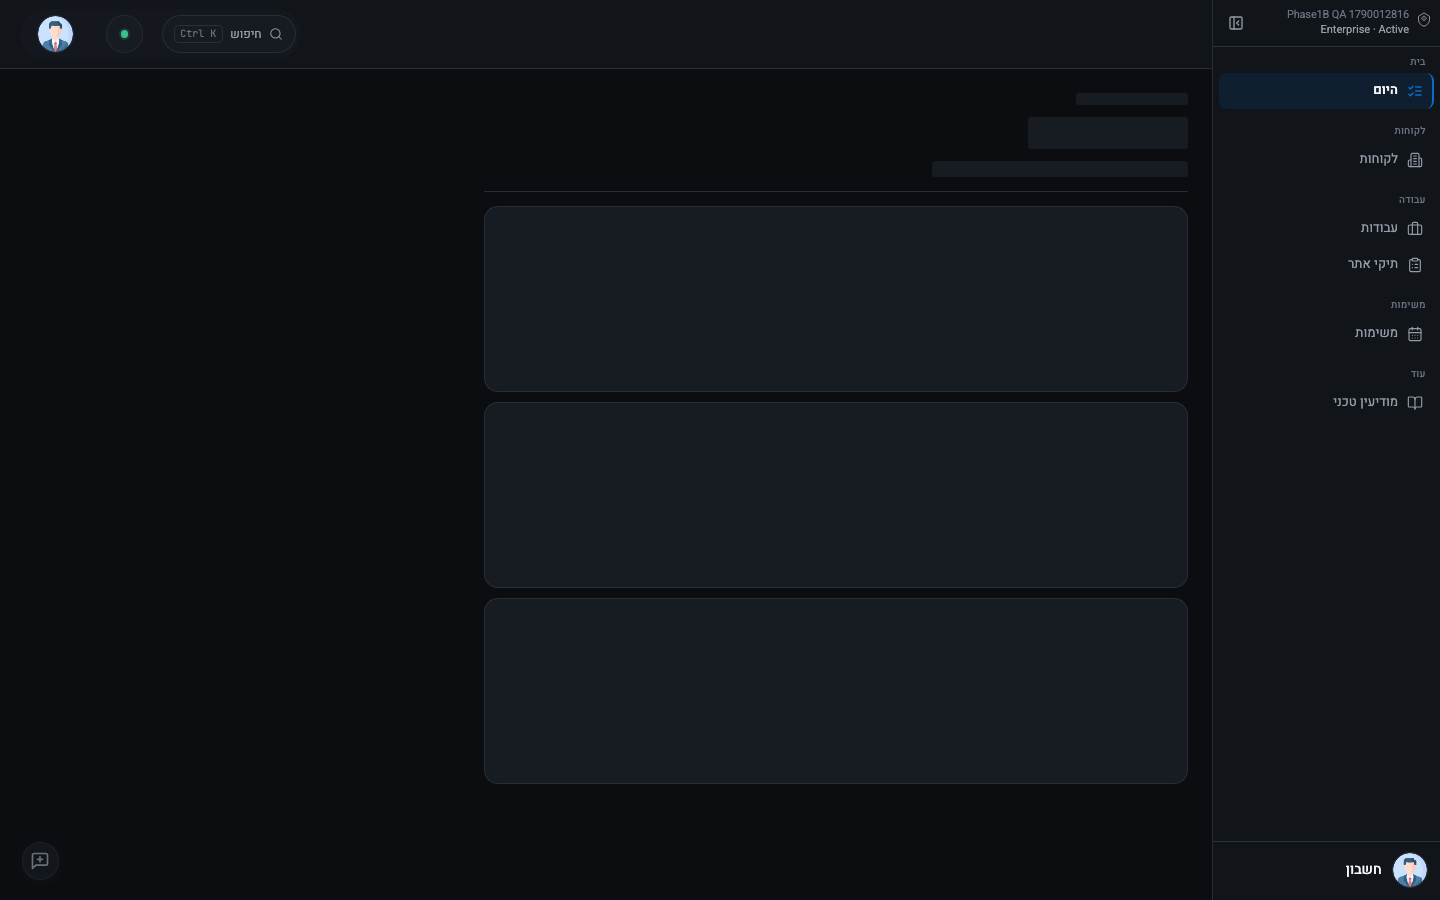 Phase1B QA 1790012816
Enterprise · Active
חיפוש Ctrl K
בית
היום
לקוחות
לקוחות
עבודה
עבודות
תיקי אתר
משימות
משימות
עוד
מודיעין טכני
חשבון